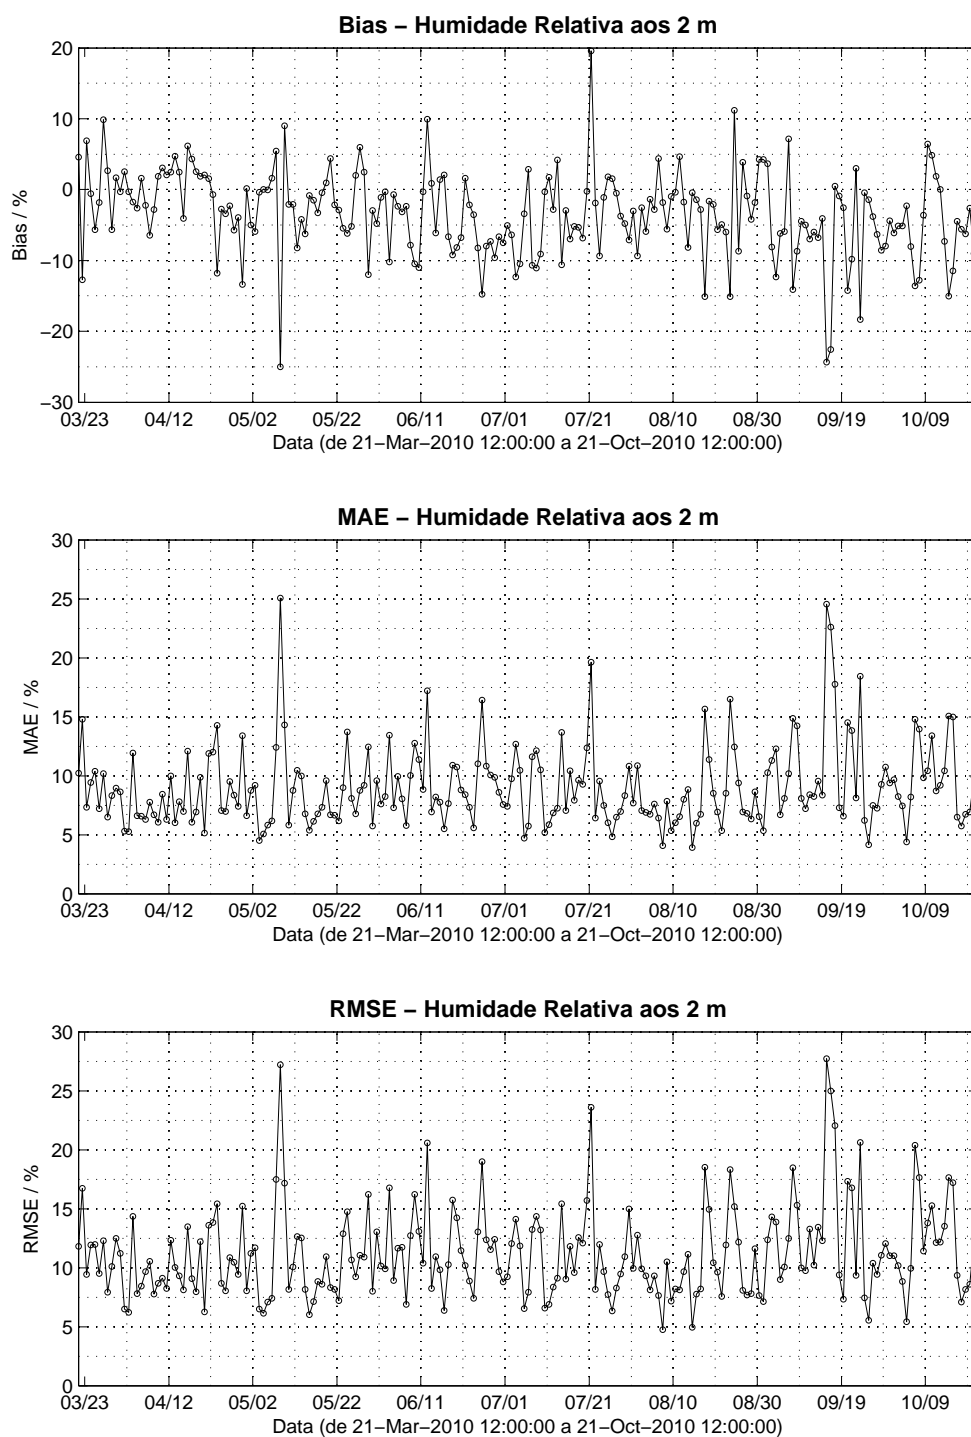 Bias – Humidade Relativa aos 2 m
20
10
0
−10
−20
−30
Bias / %
03/23 04/12 05/02 05/22 06/11 07/01 07/21 08/10 08/30 09/19 10/09
Data (de 21−Mar−2010 12:00:00 a 21−Oct−2010 12:00:00)
MAE – Humidade Relativa aos 2 m
30
25
20
15
10
5
0
MAE / %
03/23 04/12 05/02 05/22 06/11 07/01 07/21 08/10 08/30 09/19 10/09
Data (de 21−Mar−2010 12:00:00 a 21−Oct−2010 12:00:00)
RMSE – Humidade Relativa aos 2 m
30
25
20
15
10
5
0
RMSE / %
03/23 04/12 05/02 05/22 06/11 07/01 07/21 08/10 08/30 09/19 10/09
Data (de 21−Mar−2010 12:00:00 a 21−Oct−2010 12:00:00)